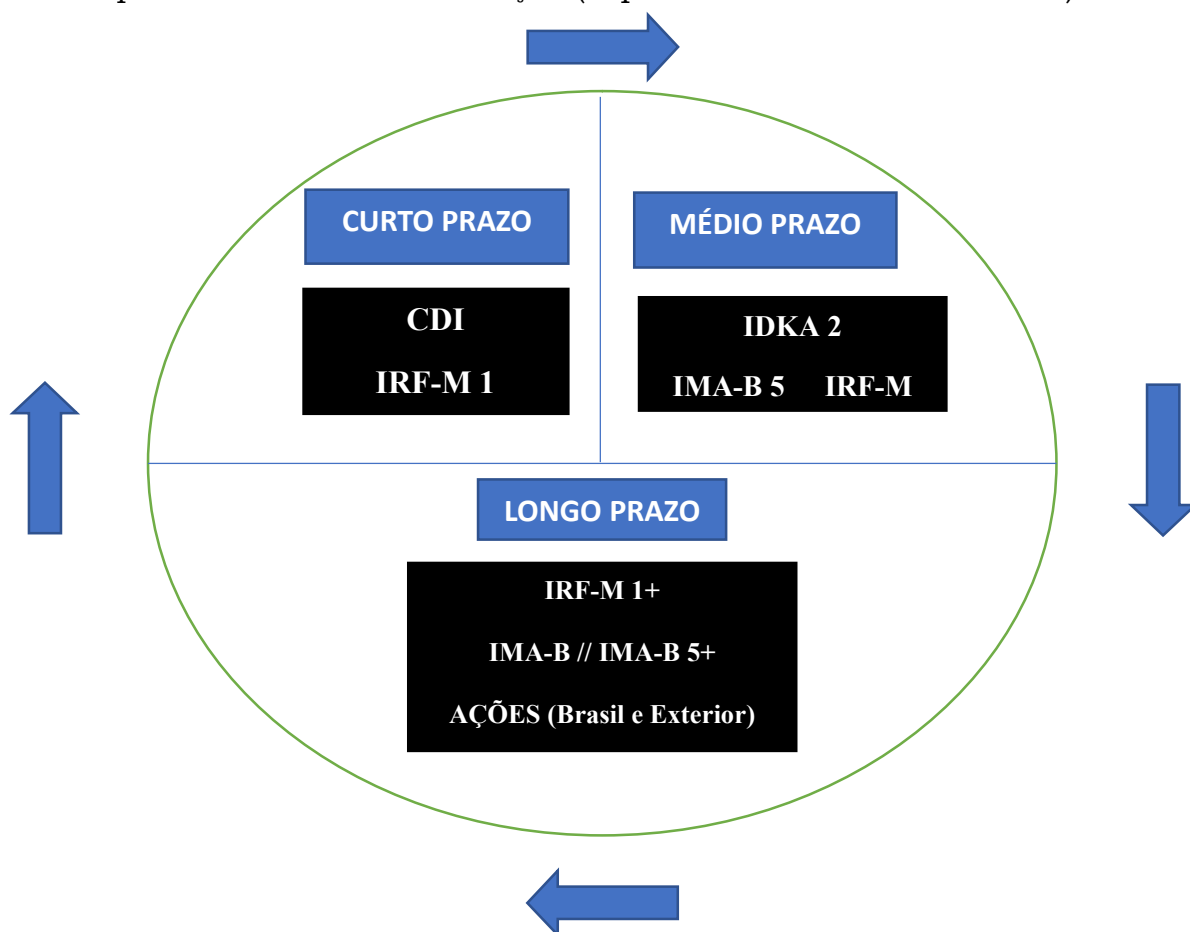 CURTO PRAZO
MÉDIO PRAZO
CDI
IRF-M 1
IDKA 2
IMA-B 5 IRF-M
LONGO PRAZO
IRF-M 1+
IMA-B // IMA-B 5+
AÇÕES (Brasil e Exterior)